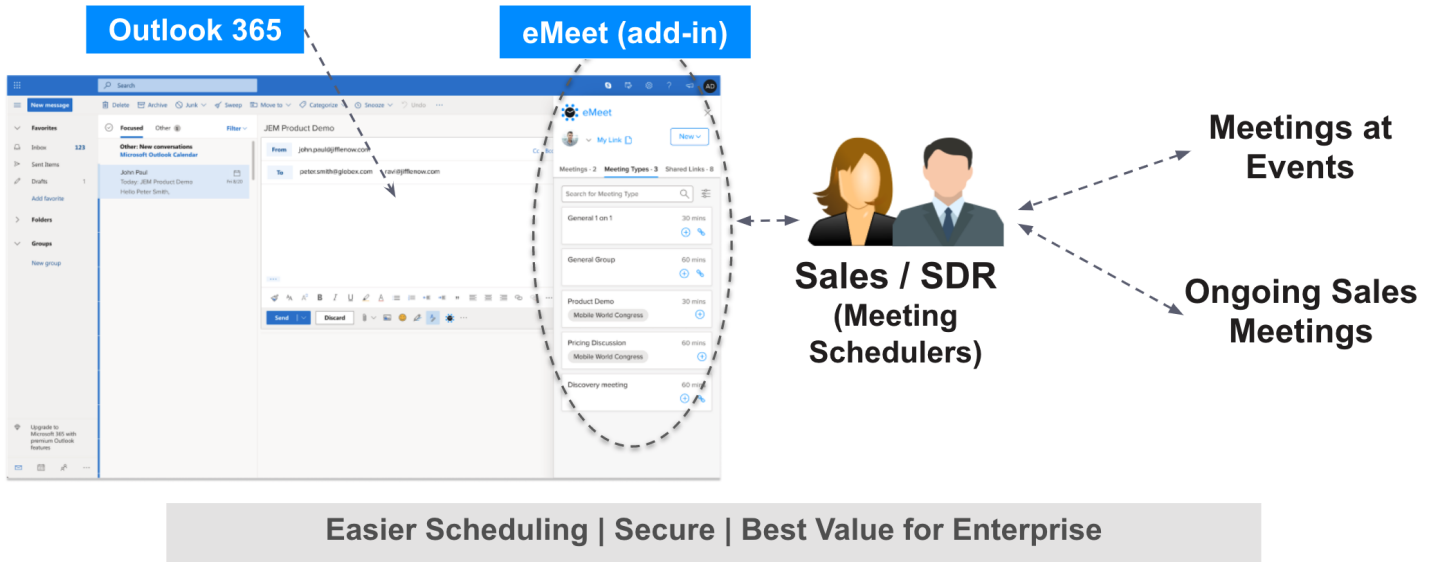 Outlook 365
eMeet (add-in)
Search
AD
New message
Delete
Archive
Junk
Sweep
Move to
Categorize
Snooze
Undo
Favorites
Inbox 123
Sent Items
Drafts 1
Add favorite
Folders
Groups
New group
Upgrade to
Microsoft 365 with
premium Outlook
features
Focused Other
Filter
Other: New conversations
Microsoft Outlook Calendar
John Paul
Today: JEM Product Demo
Hello Peter Smith,
JEM Product Demo
From john.paul@jifflenow.com
To peter.smith@globex.com ravi@jifflenow.com
Send
Discard
eMeet
My Link
New
Meetings - 2 Meeting Types - 3 Shared Links - 8
Search for Meeting Type
General 1 on 1 30 mins
General Group 60 mins
Product Demo 30 mins
Mobile World Congress
Pricing Discussion 60 mins
Mobile World Congress
Discovery meeting 60 mins
Sales / SDR
(Meeting
Schedulers)
Meetings at
Events
Ongoing Sales
Meetings
Easier Scheduling | Secure | Best Value for Enterprise